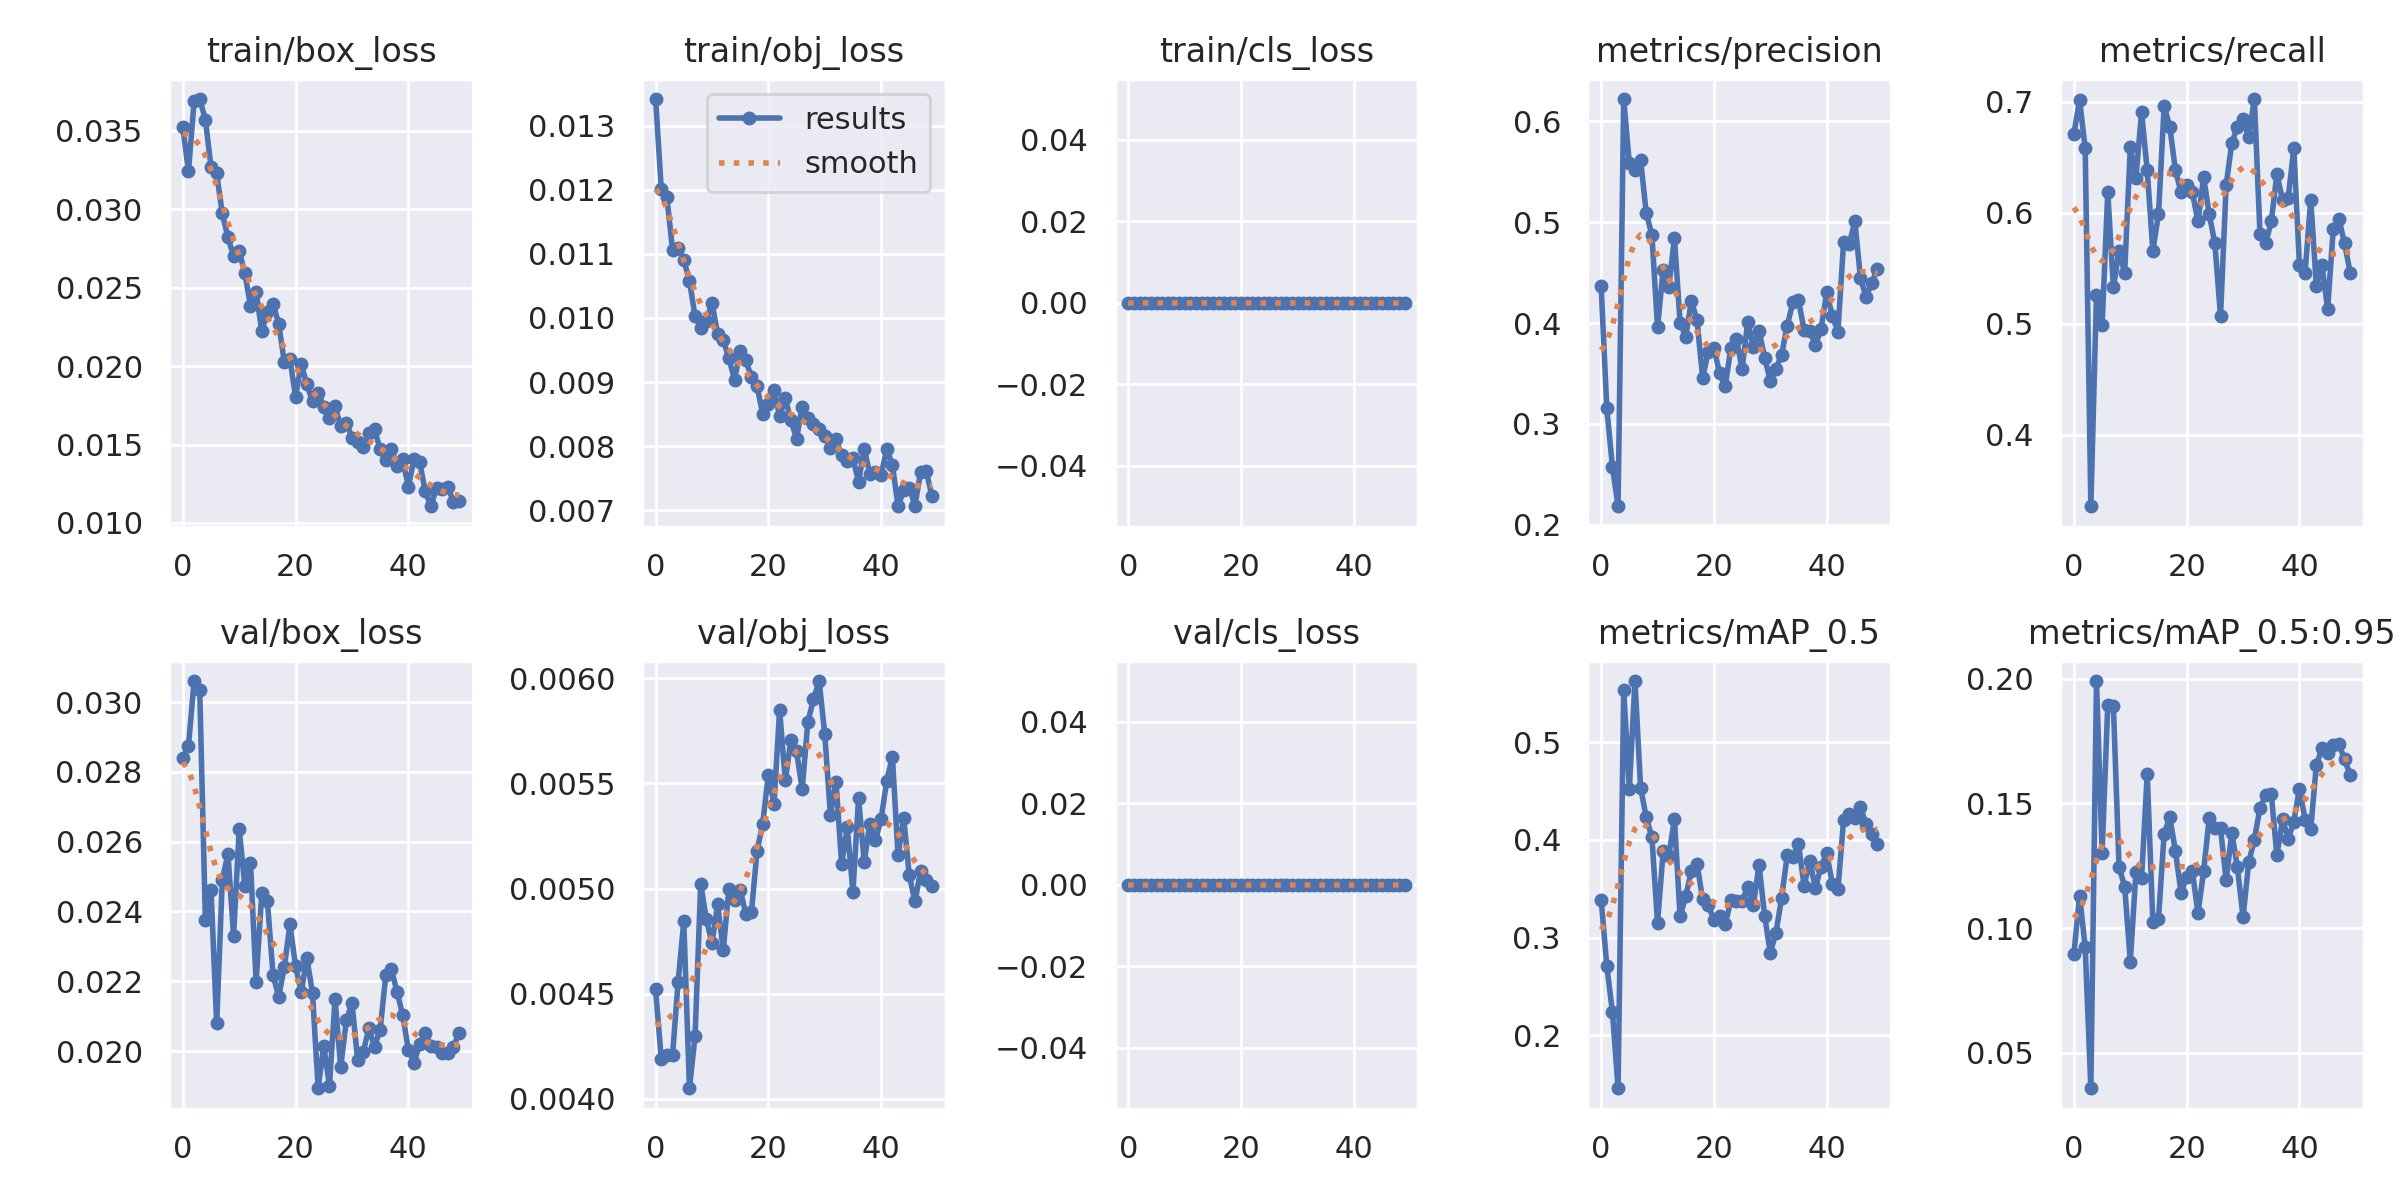 train/box_loss
0.035
0.030
0.025
0.020
0.015
0.010
0 20 40
train/obj_loss
results
smooth
0.013
0.012
0.011
0.010
0.009
0.008
0.007
0 20 40
train/cls_loss
0.04
0.02
0.00
−0.02
−0.04
0 20 40
metrics/precision
0.6
0.5
0.4
0.3
0.2
0 20 40
metrics/recall
0.7
0.6
0.5
0.4
0 20 40
val/box_loss
0.030
0.028
0.026
0.024
0.022
0.020
0 20 40
val/obj_loss
0.0060
0.0055
0.0050
0.0045
0.0040
0 20 40
val/cls_loss
0.04
0.02
0.00
−0.02
−0.04
0 20 40
metrics/mAP_0.5
0.5
0.4
0.3
0.2
0 20 40
metrics/mAP_0.5:0.95
0.20
0.15
0.10
0.05
0 20 40